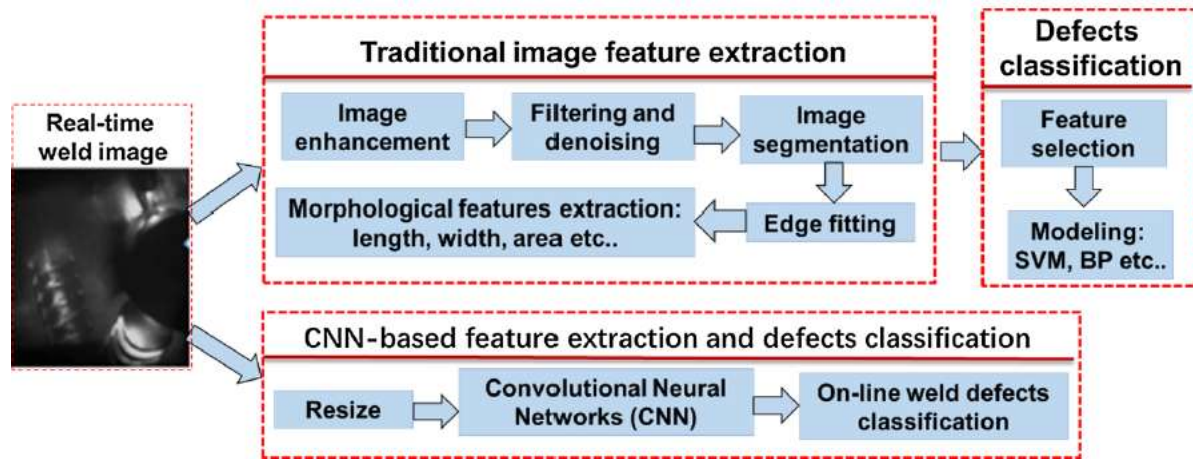 Real-time
weld image
Traditional image feature extraction
Image
enhancement
Filtering and
denoising
Image
segmentation
Edge fitting
Morphological features extraction:
length, width, area etc..
Defects
classification
Feature
selection
Modeling:
SVM, BP etc..
CNN-based feature extraction and defects classification
Resize
Convolutional Neural
Networks (CNN)
On-line weld defects
classification